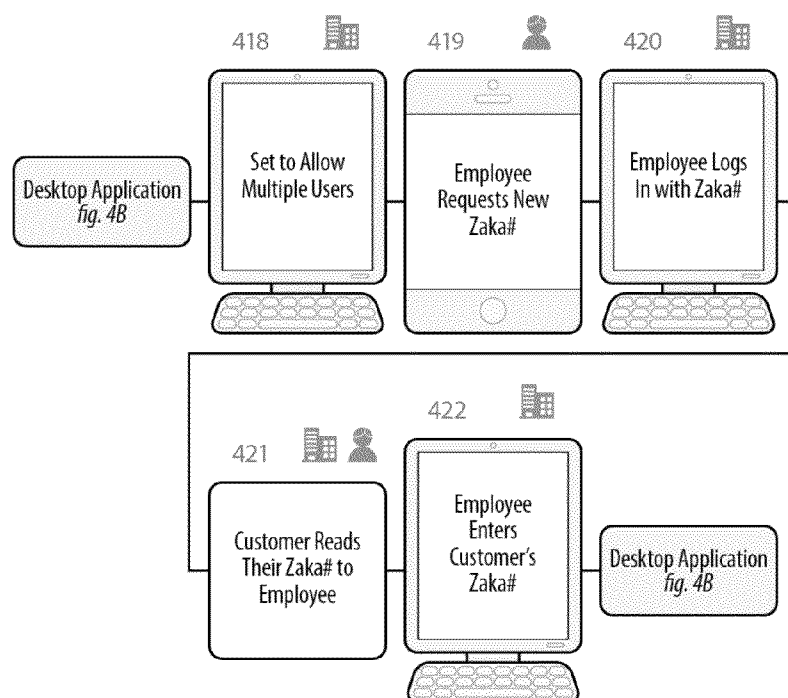 418
419
420
Desktop Application
fig. 4B
Set to Allow
Multiple Users
Employee
Requests New
Zaka#
Employee Logs
In with Zaka#
421
422
Customer Reads
Their Zaka# to
Employee
Employee
Enters
Customer's
Zaka#
Desktop Application
fig. 4B